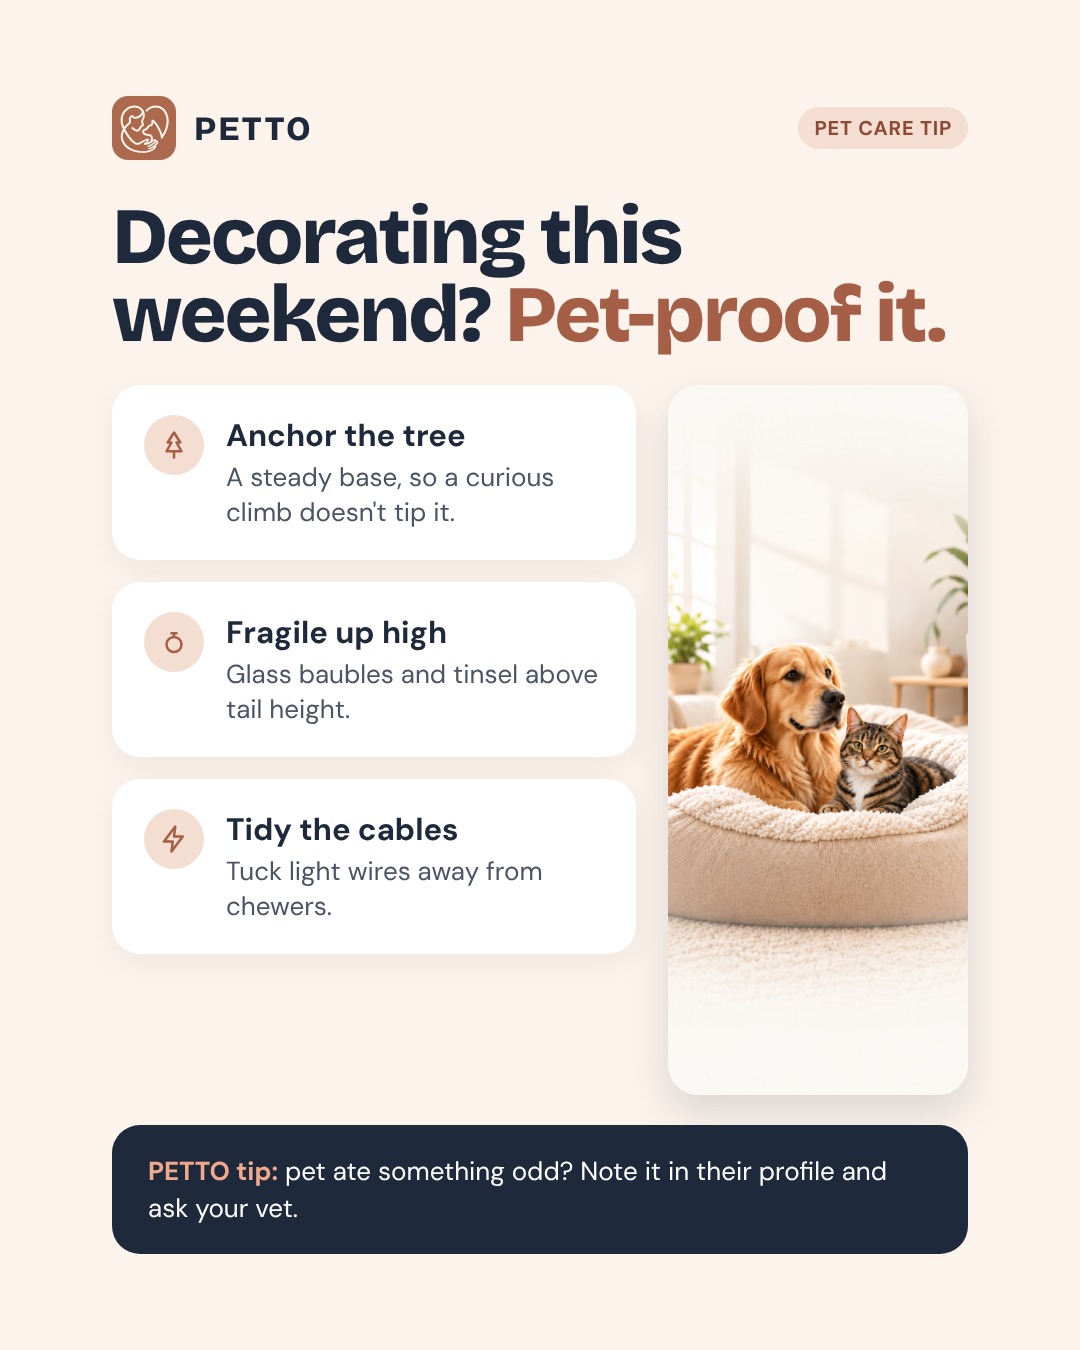 PETTO
PET CARE TIP
Decorating this
weekend? Pet-proof it.
Anchor the tree
A steady base, so a curious
climb doesn't tip it.
Fragile up high
Glass baubles and tinsel above
tail height.
Tidy the cables
Tuck light wires away from
chewers.
PETTO tip: pet ate something odd? Note it in their profile and
ask your vet.